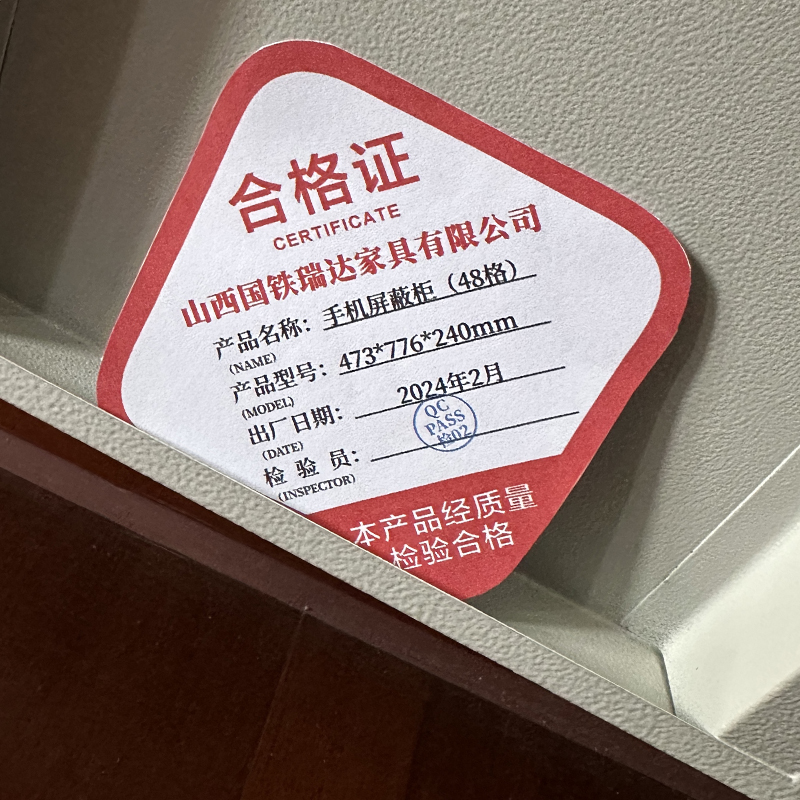 合格证
CERTIFICATE
山西国铁瑞达家具有限公司
产品名称：手机屏蔽柜（48格）
(NAME)
产品型号：473*776*240mm
(MODEL)
出厂日期：2024年2月
(DATE)
QC
PASS
检02
检 验 员：
(INSPECTOR)
本产品经质量
检验合格